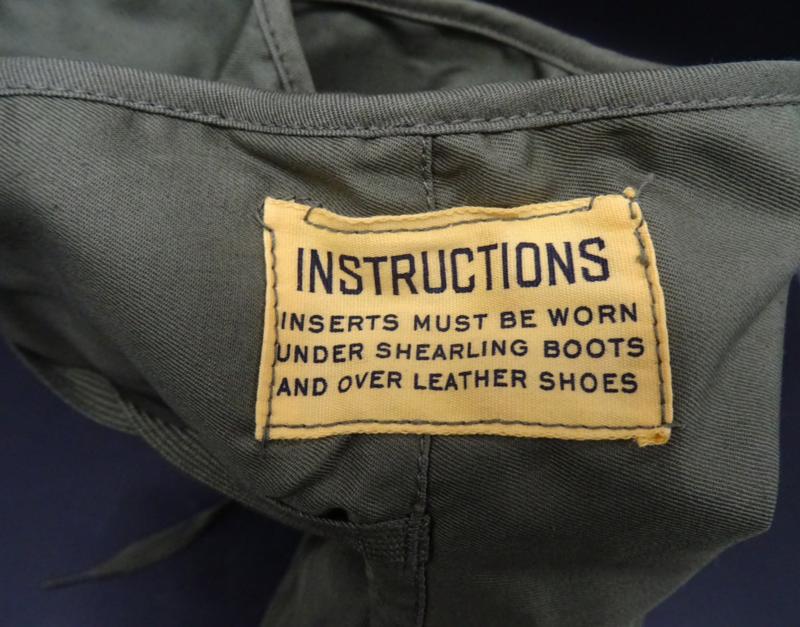 INSTRUCTIONS
INSERTS MUST BE WORN
UNDER SHEARLING BOOTS
AND OVER LEATHER SHOES